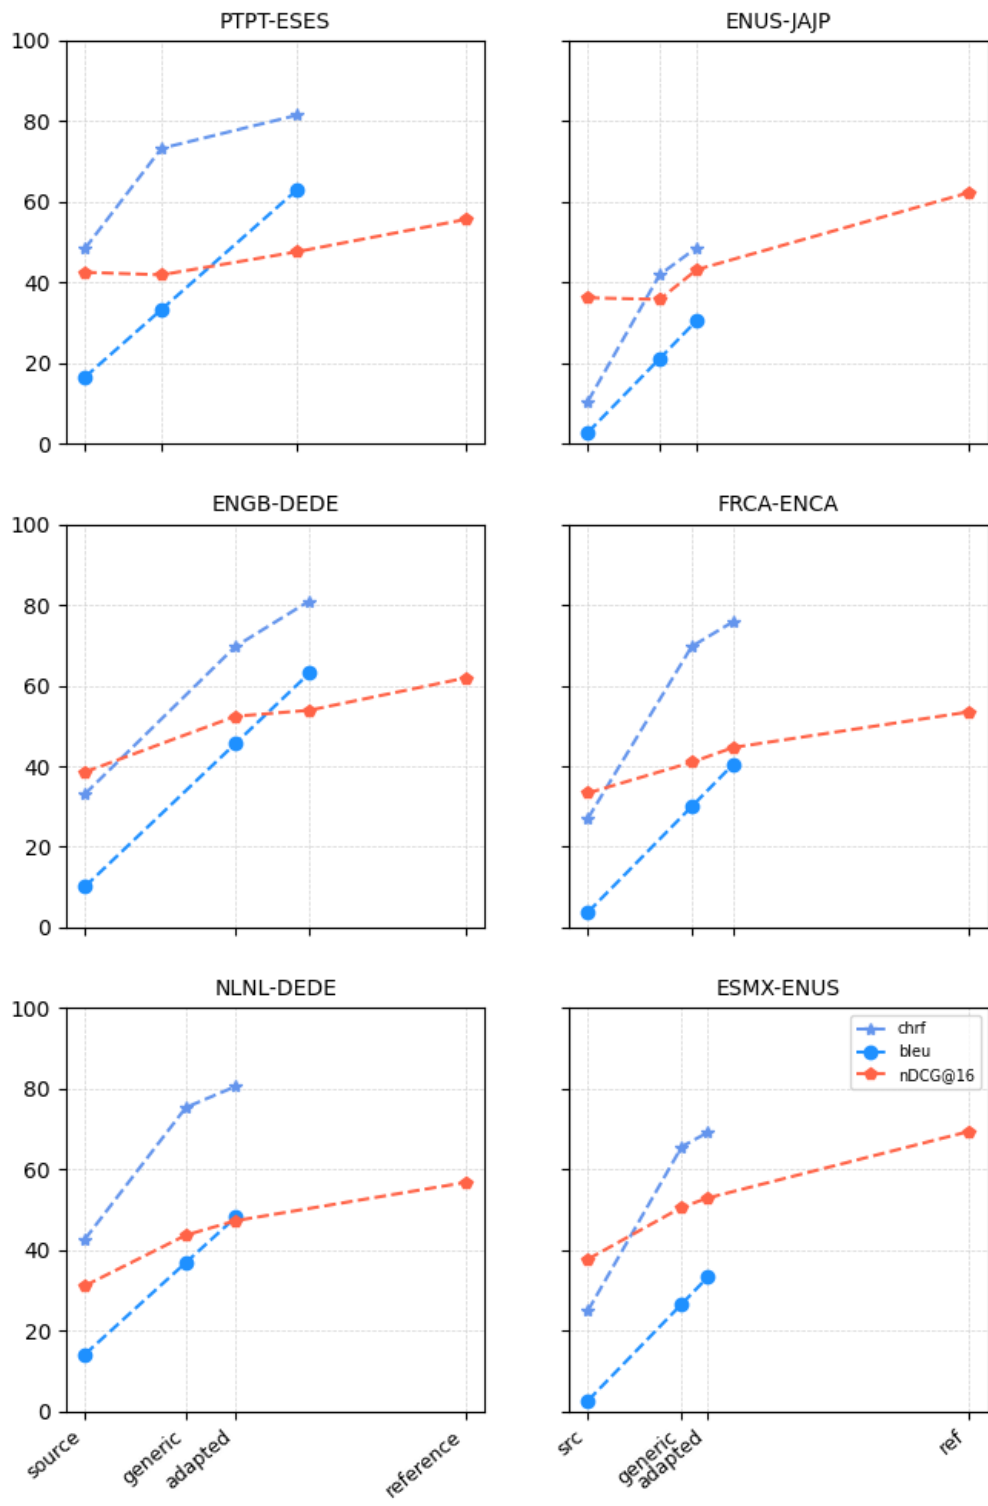 PTPT-ESES
ENUS-JAJP
100
80
60
40
20
0
ENGB-DEDE
FRCA-ENCA
100
80
60
40
20
0
NLNL-DEDE
ESMX-ENUS
100
80
60
40
20
0
chrf
bleu
nDCG@16
source
generic
adapted
reference
src
generic
adapted
ref